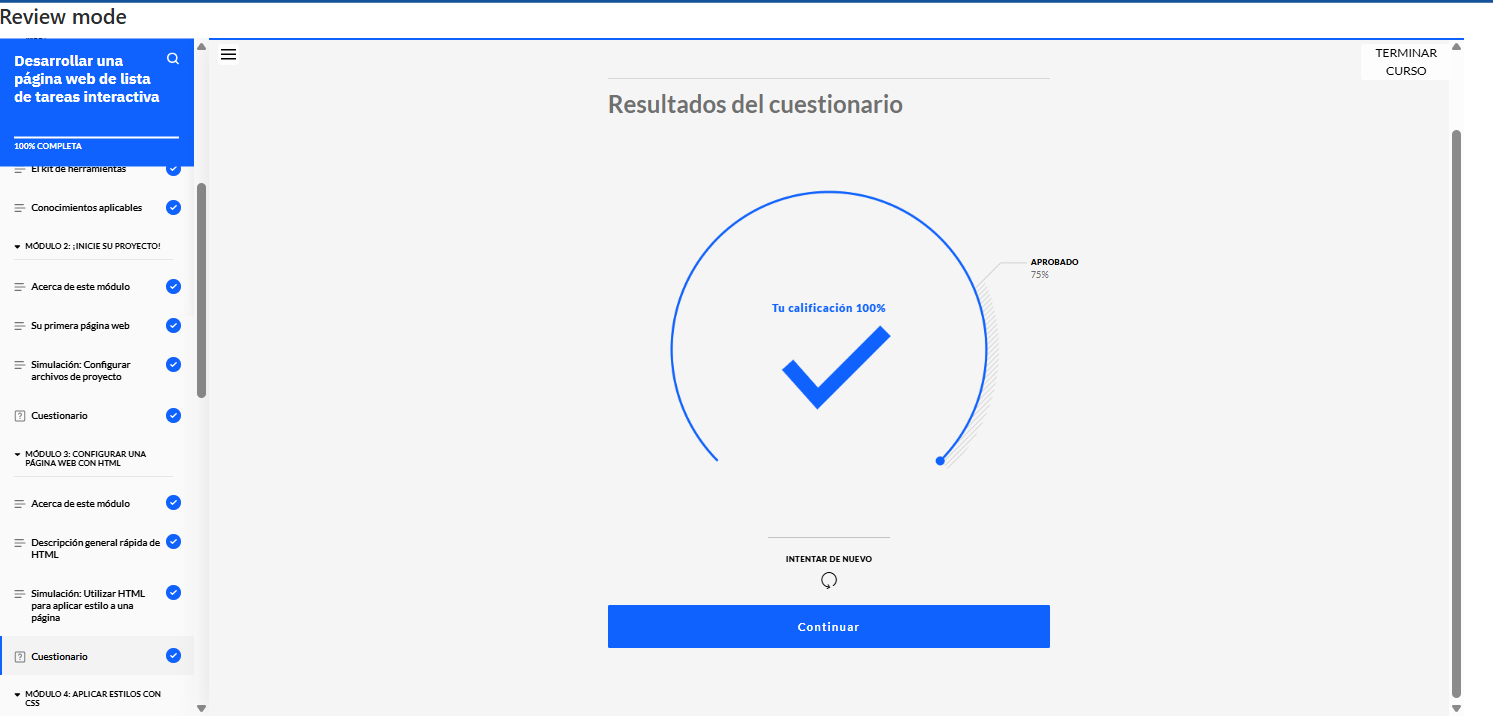 Review mode
Desarrollar una
página web de lista
de tareas interactiva
100% COMPLETA
El kit de herramientas
Conocimientos aplicables
MÓDULO 2: ¡INICIE SU PROYECTO!
Acerca de este módulo
Su primera página web
Simulación: Configurar
archivos de proyecto
Cuestionario
MÓDULO 3: CONFIGURAR UNA
PÁGINA WEB CON HTML
Acerca de este módulo
Descripción general rápida de
HTML
Simulación: Utilizar HTML
para aplicar estilo a una
página
Cuestionario
MÓDULO 4: APLICAR ESTILOS CON
CSS
TERMINAR
CURSO
Resultados del cuestionario
APROBADO
75%
Tu calificación 100%
INTENTAR DE NUEVO
Continuar